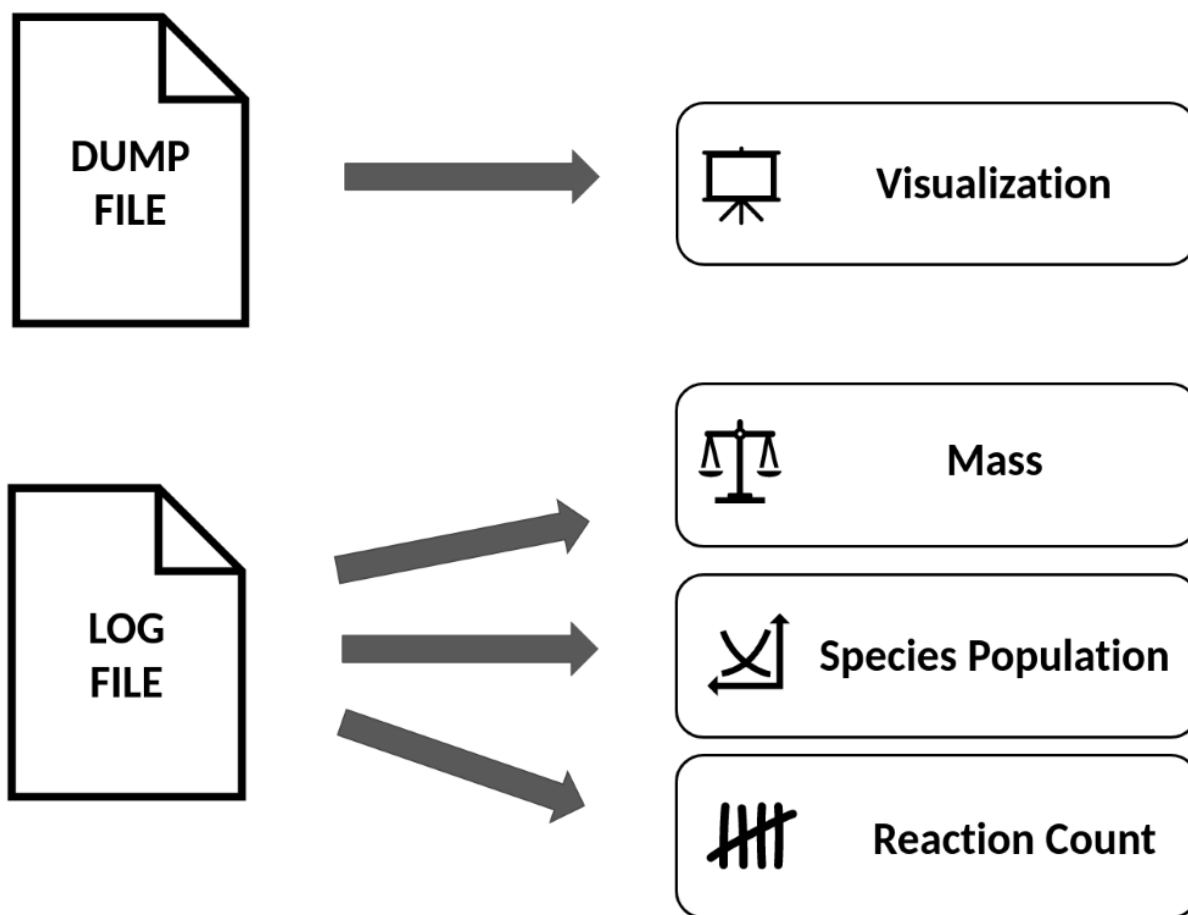 DUMP
FILE
Visualization
Mass
LOG
FILE
Species Population
Reaction Count